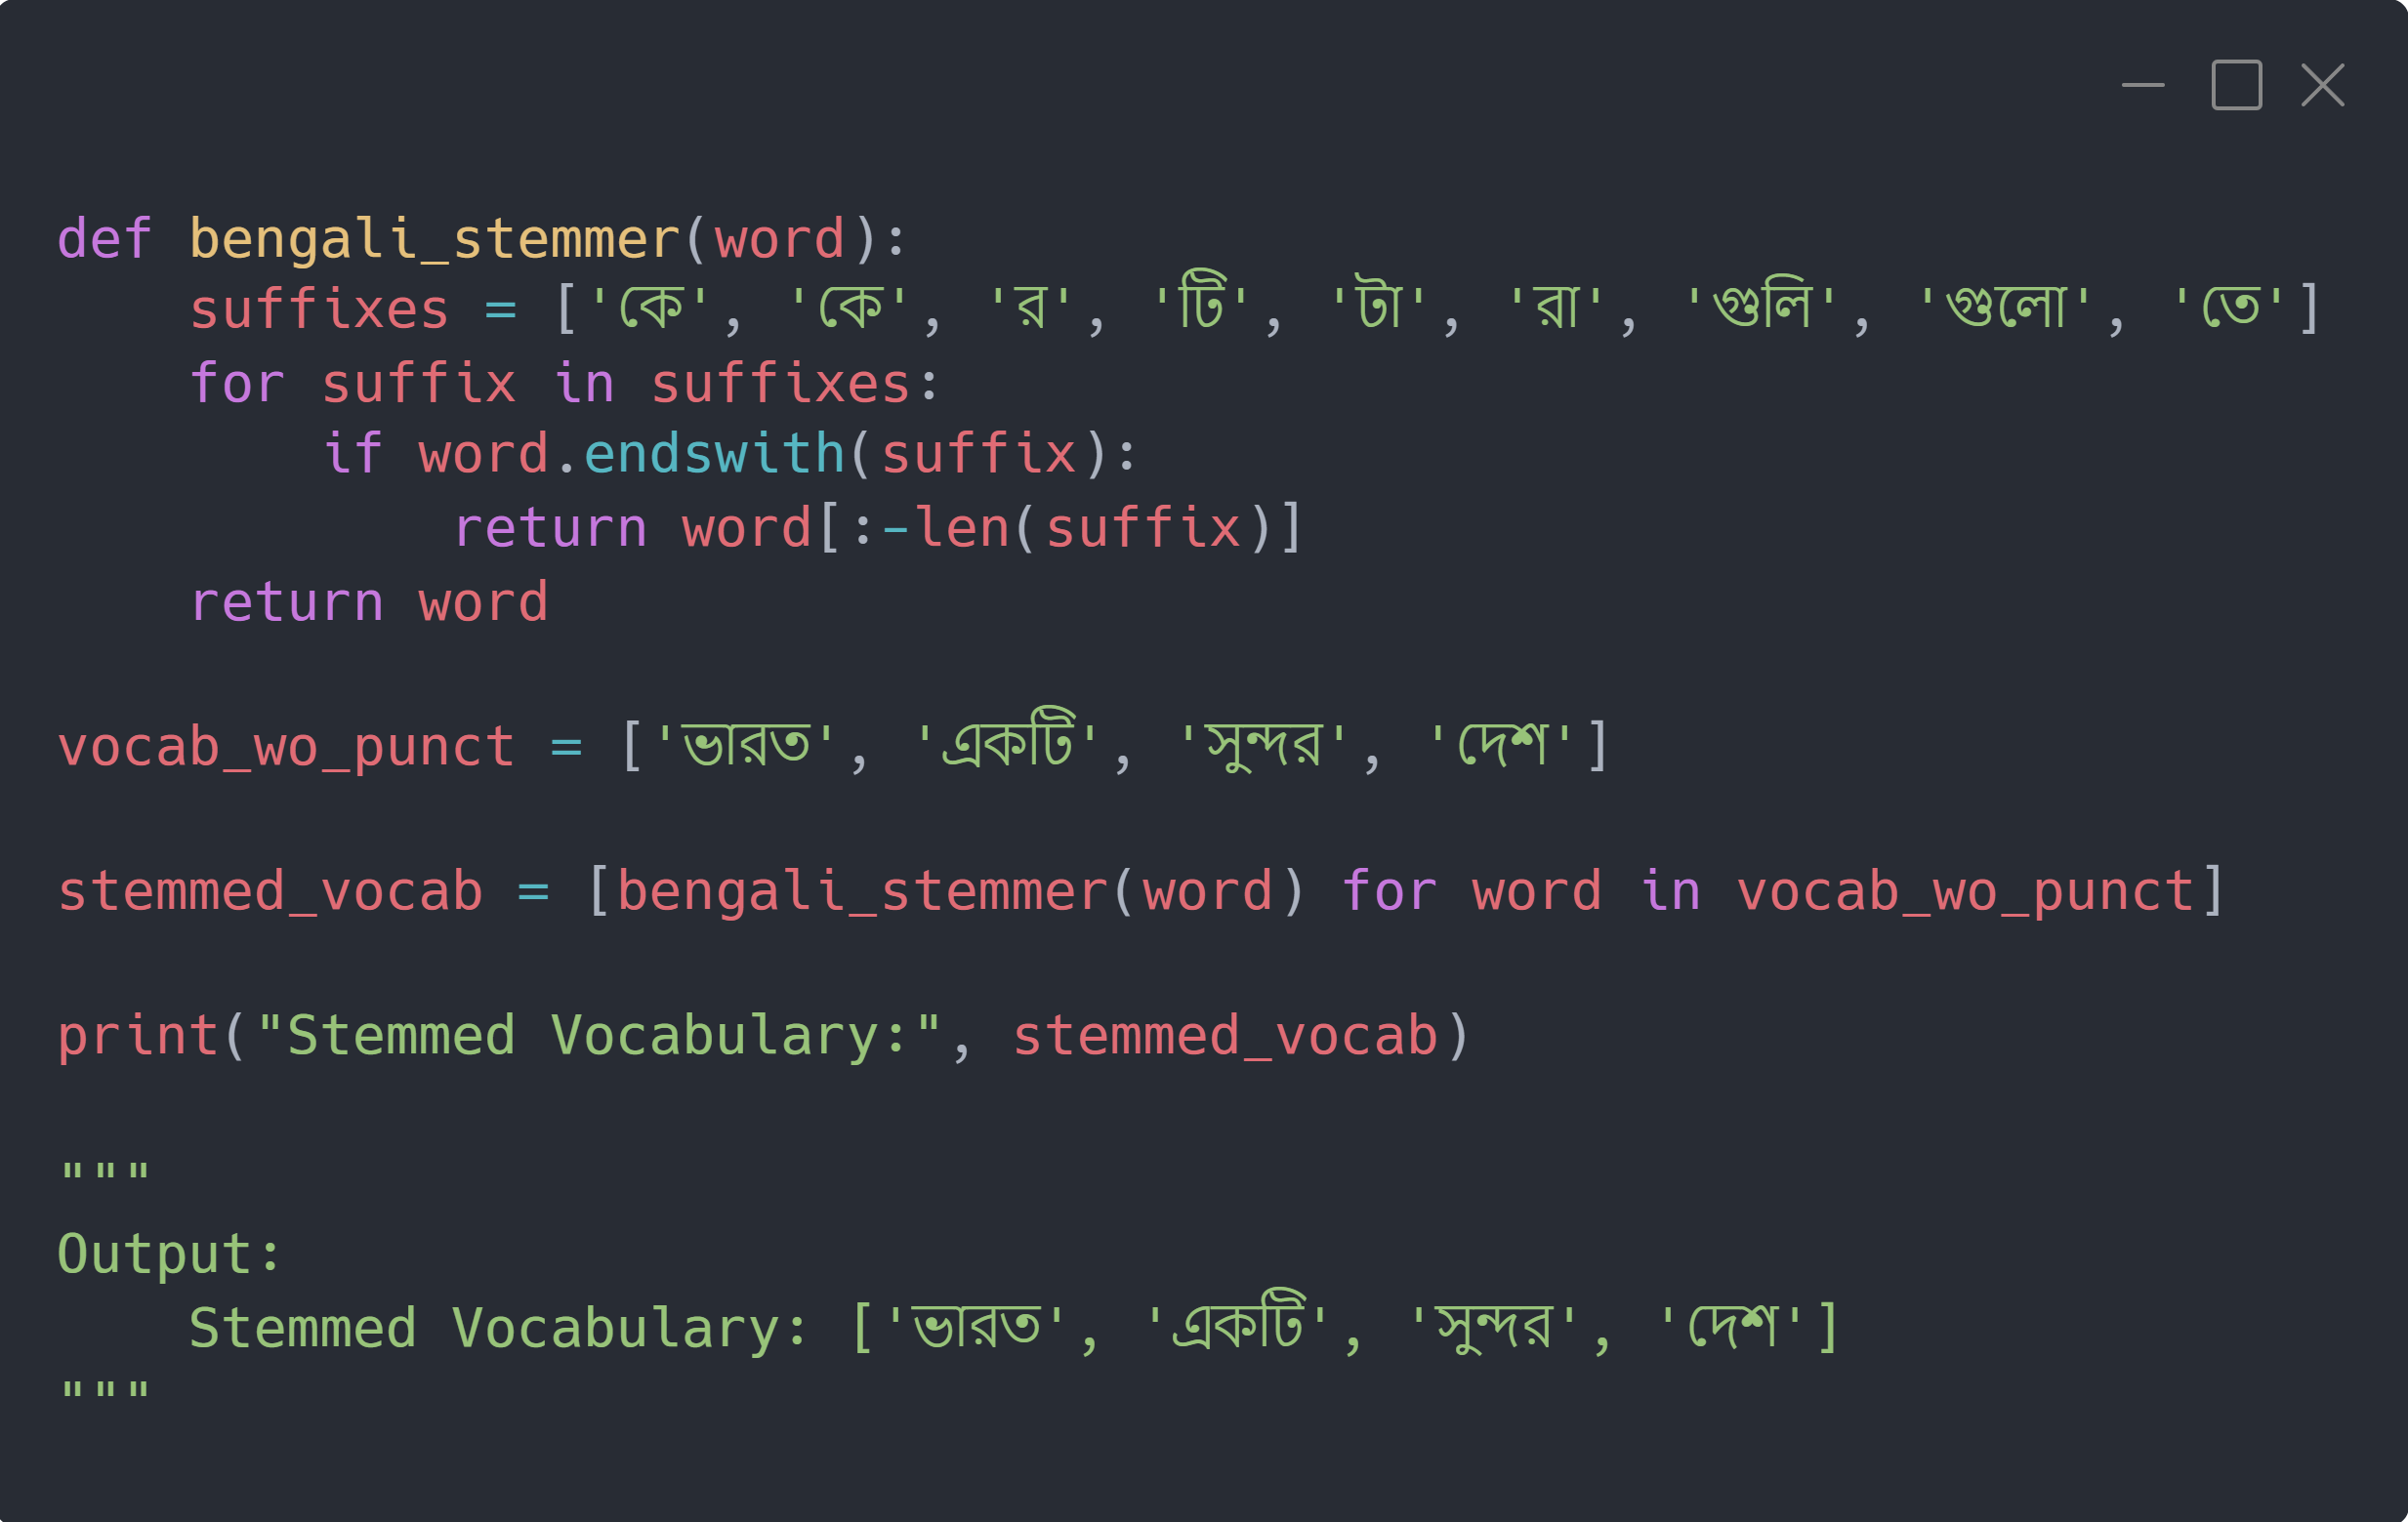 def bengali_stemmer(word):
    suffixes = ['কে', 'কে', 'র', 'টি', 'টা', 'রা', 'গুলি', 'গুলো', 'তে']
    for suffix in suffixes:
        if word.endswith(suffix):
            return word[:-len(suffix)]
    return word
vocab_wo_punct = ['ভারত', 'একটি', 'সুন্দর', 'দেশ']
stemmed_vocab = [bengali_stemmer(word) for word in vocab_wo_punct]
print("Stemmed Vocabulary:", stemmed_vocab)
"""
Output:
    Stemmed Vocabulary: ['ভারত', 'একটি', 'সুন্দর', 'দেশ']
"""